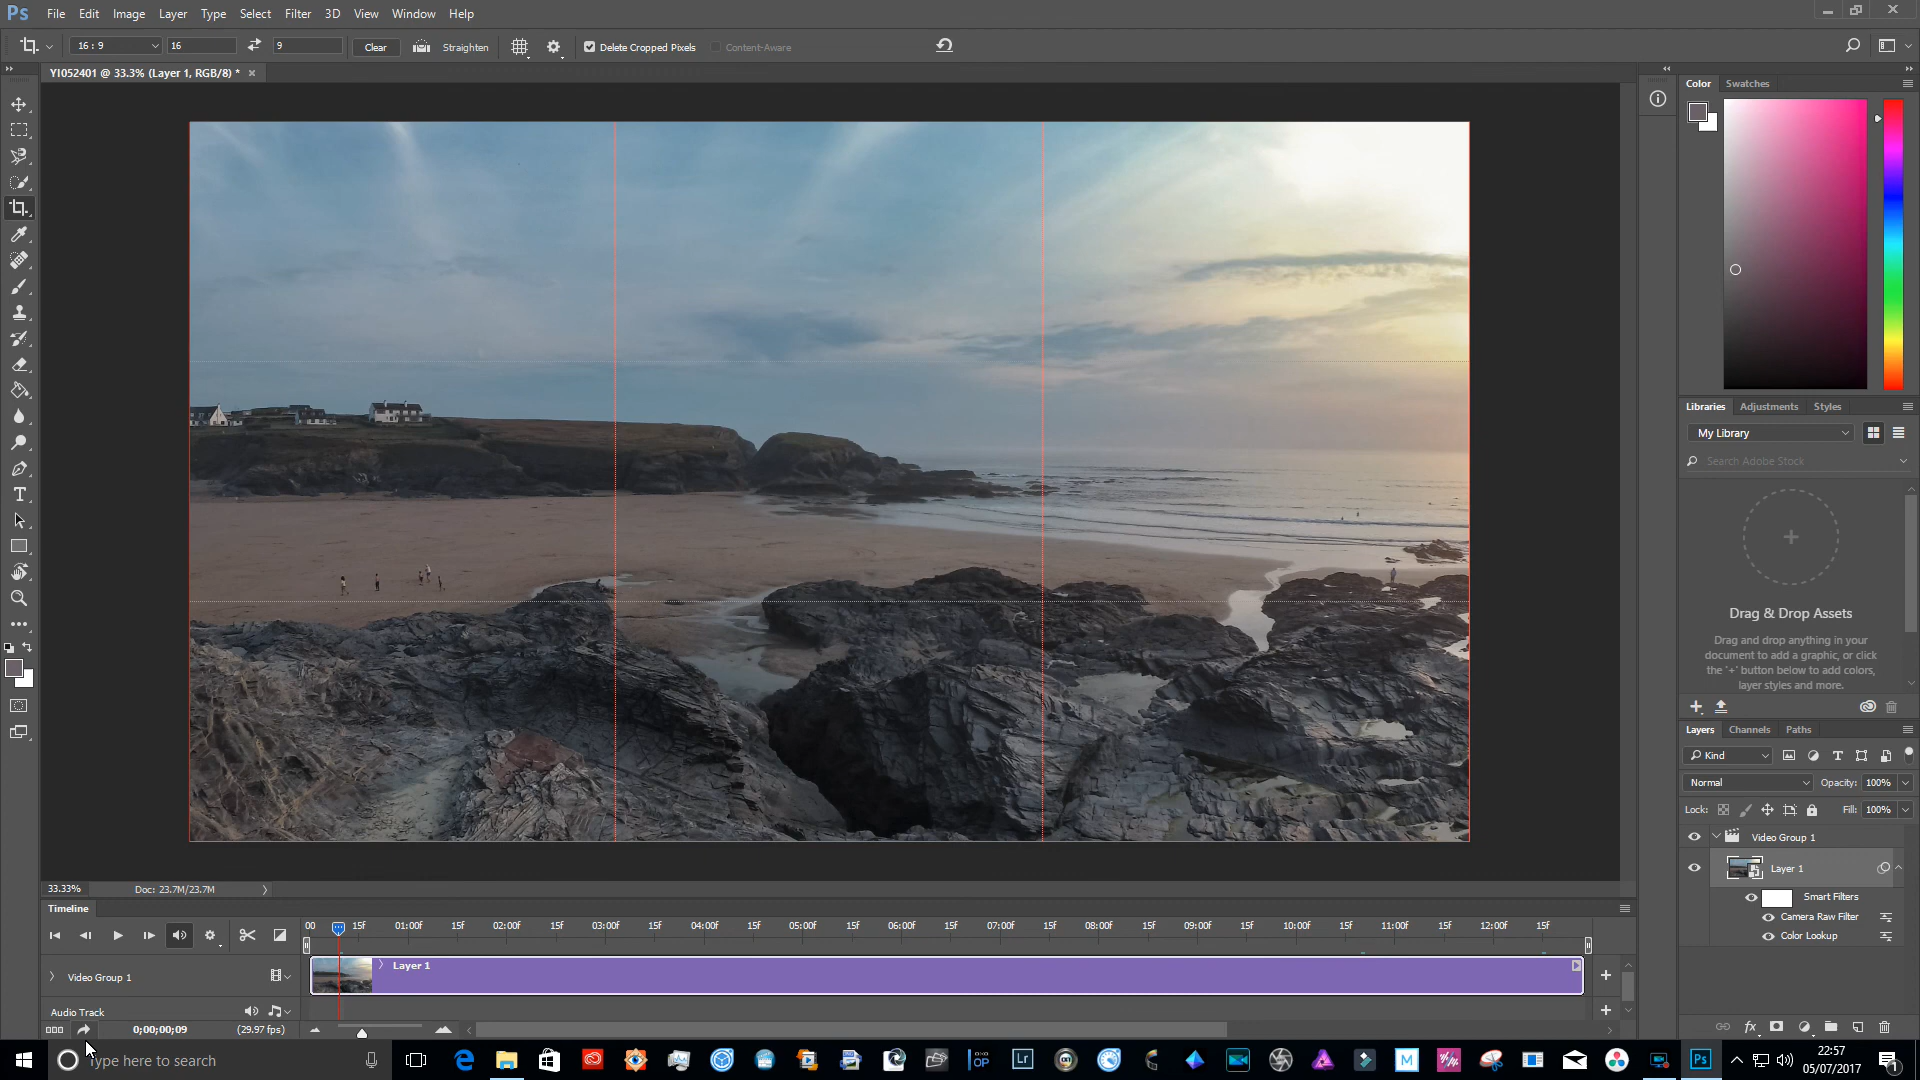 Ps File Edit Image Layer Type Select Filter 3D View Window Help
16 : 9 16 9 Clear Straighten Delete Cropped Pixels Content-Aware
YI052401 @ 33.3% (Layer 1, RGB/8) * ×
Color Swatches
Libraries Adjustments Styles
My Library
Search Adobe Stock
Drag & Drop Assets
Drag and drop anything in your
document to add a graphic, or click
the '+' button below to add colors,
layer styles and more.
Layers Channels Paths
Kind
Normal Opacity: 100%
Lock: Fill: 100%
Video Group 1
Layer 1
Smart Filters
Camera Raw Filter
Color Lookup
33.33% Doc: 23.7M/23.7M
Timeline
00 15f 01:00f 15f 02:00f 15f 03:00f 15f 04:00f 15f 05:00f 15f 06:00f 15f 07:00f 15f 08:00f 15f 09:00f 15f 10:00f 15f 11:00f 15f 12:00f 15f
Layer 1
Video Group 1
Audio Track
0;00;00;09 (29.97 fps)
Type here to search
Lr
OP
M
Ps
22:57
05/07/2017
1